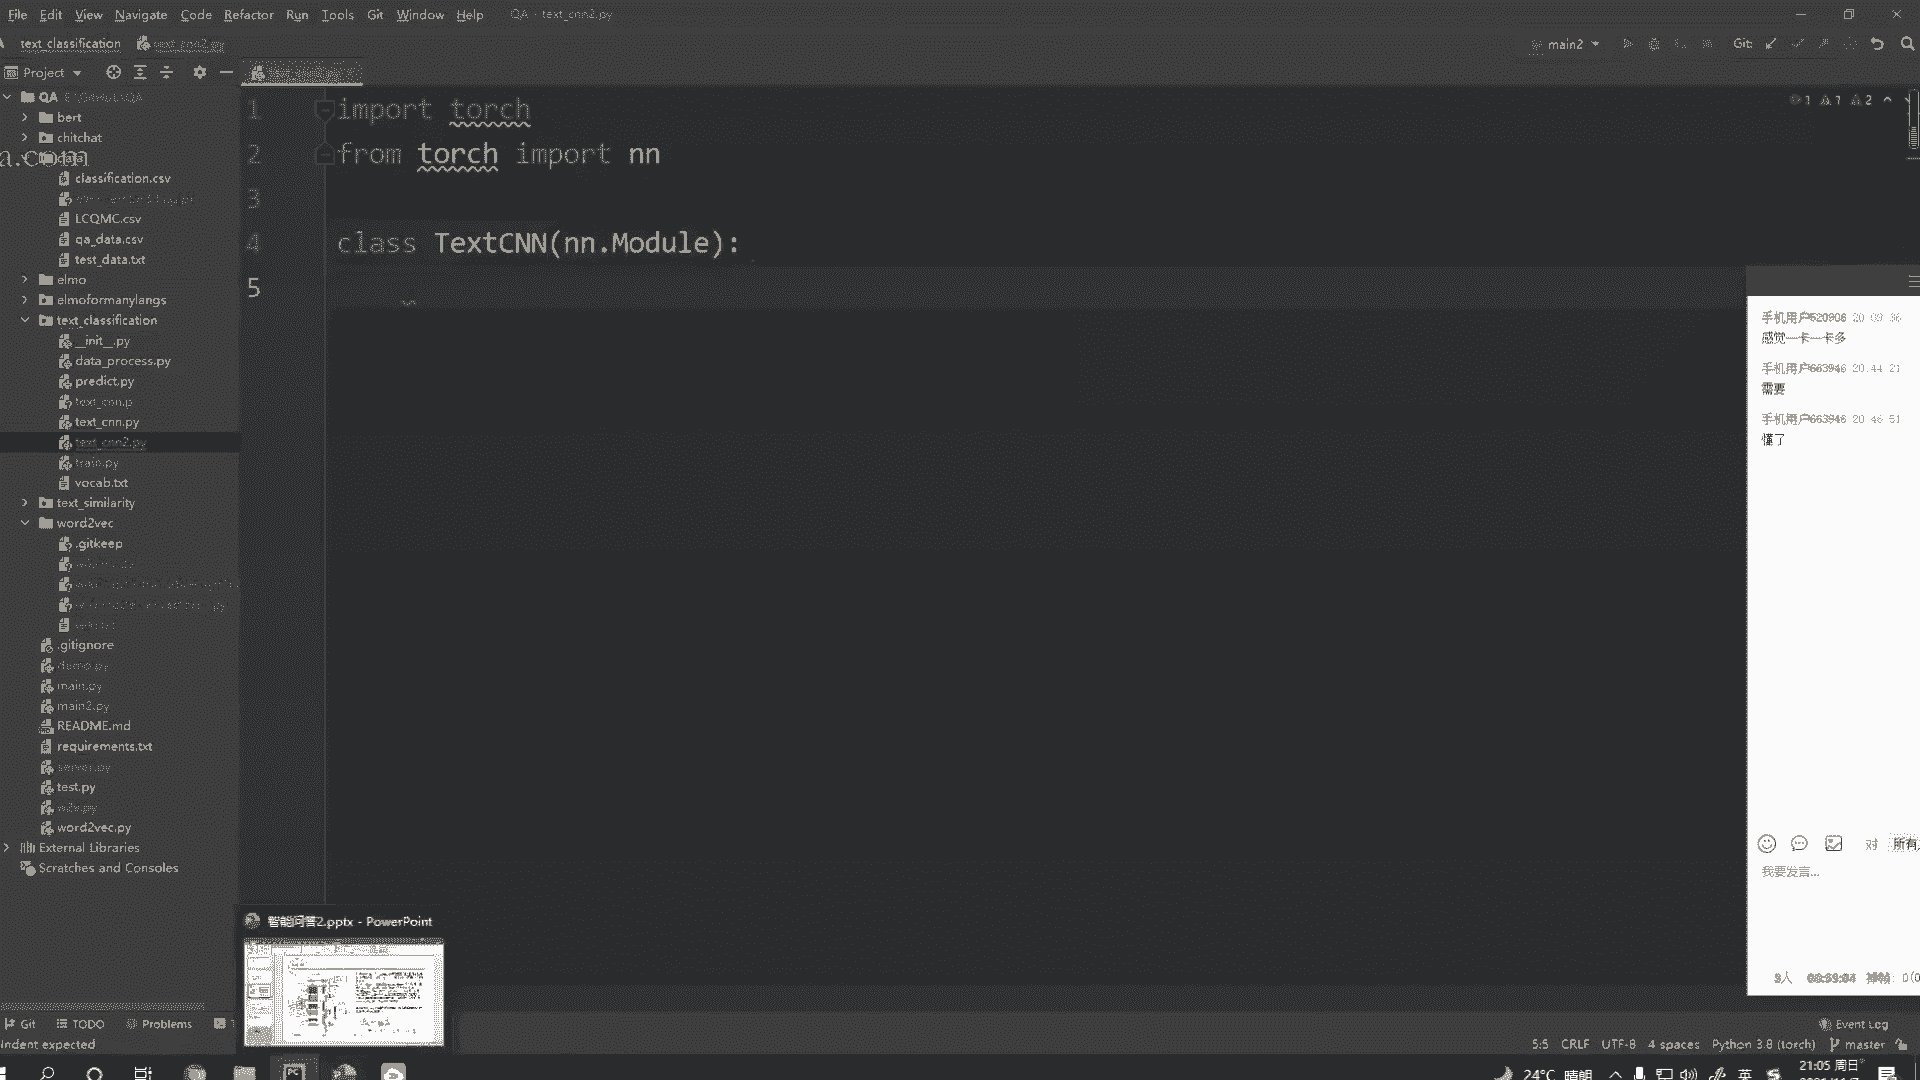 File Edit View Navigate Code Refactor Run Tools Git Window Help QA - text_cnn2.py
text_classification text_cnn2.py main2 Git:
Project
QA
bert
chitchat
data
a.com
classification.csv
LCQMC.csv
qa_data.csv
test_data.txt
elmo
elmoformanylangs
text_classification
__init__.py
data_process.py
predict.py
text_cnn.py
text_cnn2.py
train.py
vocab.txt
text_similarity
word2vec
.gitkeep
.gitignore
demo.py
main.py
main2.py
README.md
requirements.txt
server.py
test.py
w2v.py
word2vec.py
External Libraries
Scratches and Consoles
1 import torch
2 from torch import nn
3
4 class TextCNN(nn.Module):
5
1 1 2
手机用户520906 20 09 36
感觉一卡一卡多
手机用户663946 20.44 21
需要
手机用户663946 20 46 51
懂了
对 所有
我要发言...
智能问答2.pptx - PowerPoint
Git TODO Problems Event Log
Indent expected 5:5 CRLF UTF-8 4 spaces Python 3.8 (torch) master
24°C 晴朗 英 21:05 周日